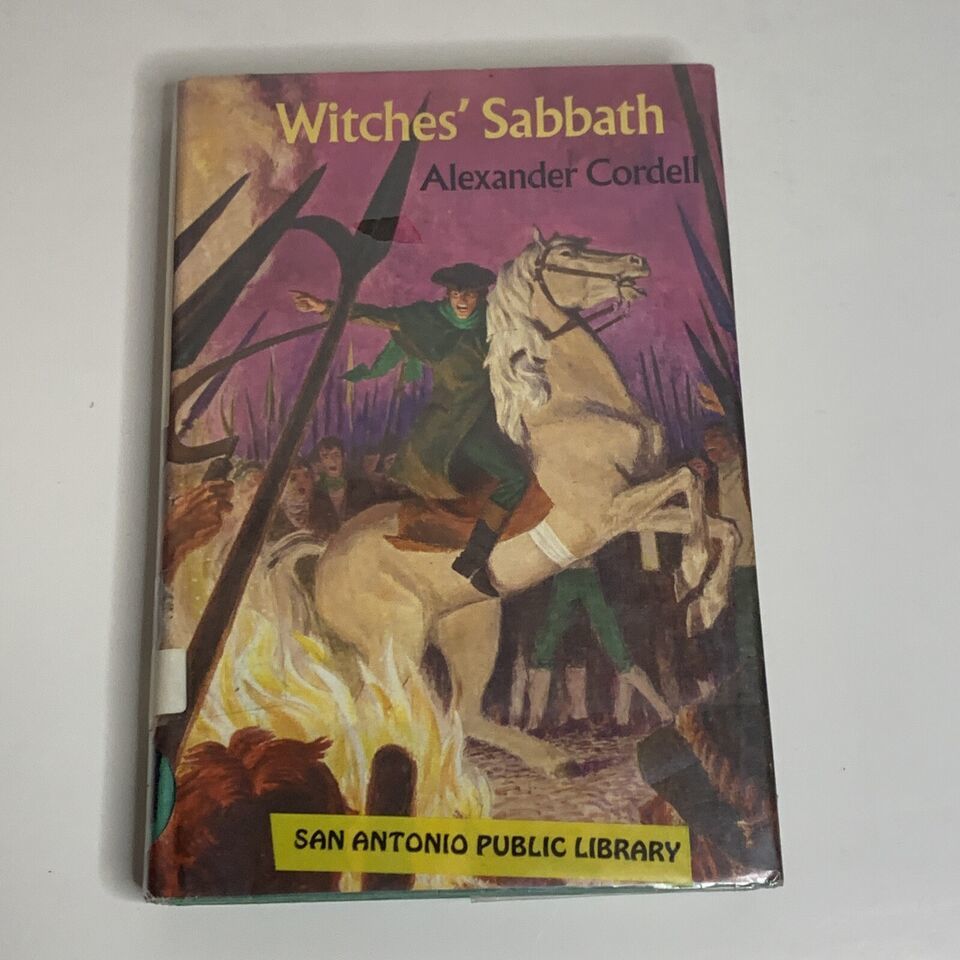 Witches' Sabbath
Alexander Cordell
SAN ANTONIO PUBLIC LIBRARY